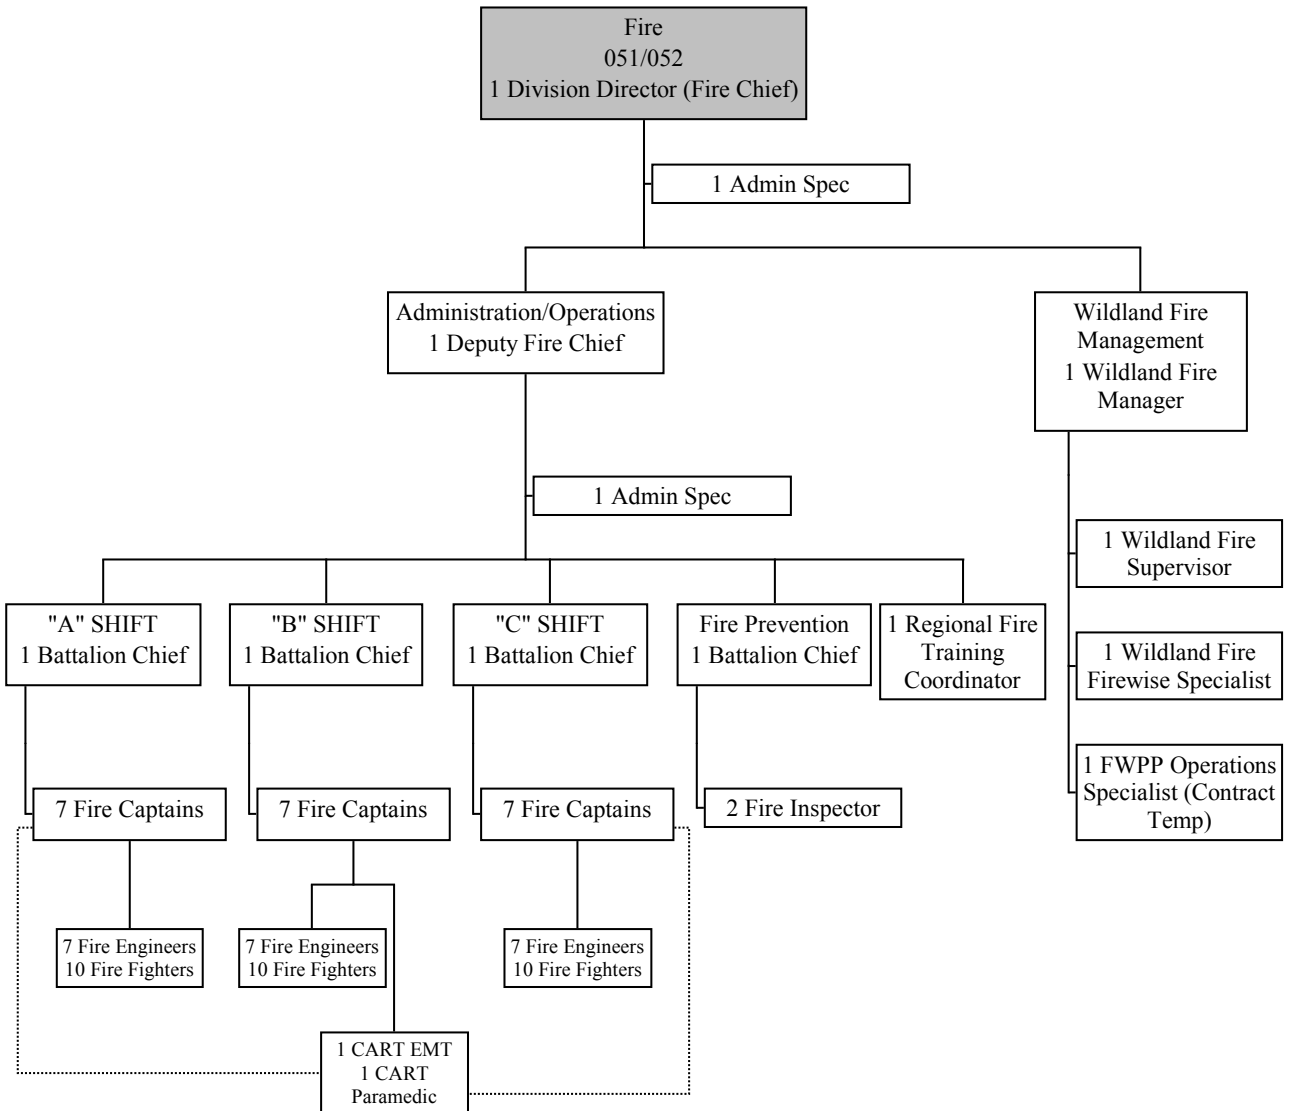 Fire
051/052
1 Division Director (Fire Chief)
1 Admin Spec
Administration/Operations
1 Deputy Fire Chief
Wildland Fire
Management
1 Wildland Fire
Manager
1 Admin Spec
1 Wildland Fire
Supervisor
1 Wildland Fire
Firewise Specialist
1 FWPP Operations
Specialist (Contract
Temp)
"A" SHIFT
1 Battalion Chief
"B" SHIFT
1 Battalion Chief
"C" SHIFT
1 Battalion Chief
Fire Prevention
1 Battalion Chief
1 Regional Fire
Training
Coordinator
7 Fire Captains
7 Fire Captains
7 Fire Captains
2 Fire Inspector
7 Fire Engineers
10 Fire Fighters
7 Fire Engineers
10 Fire Fighters
7 Fire Engineers
10 Fire Fighters
1 CART EMT
1 CART
Paramedic